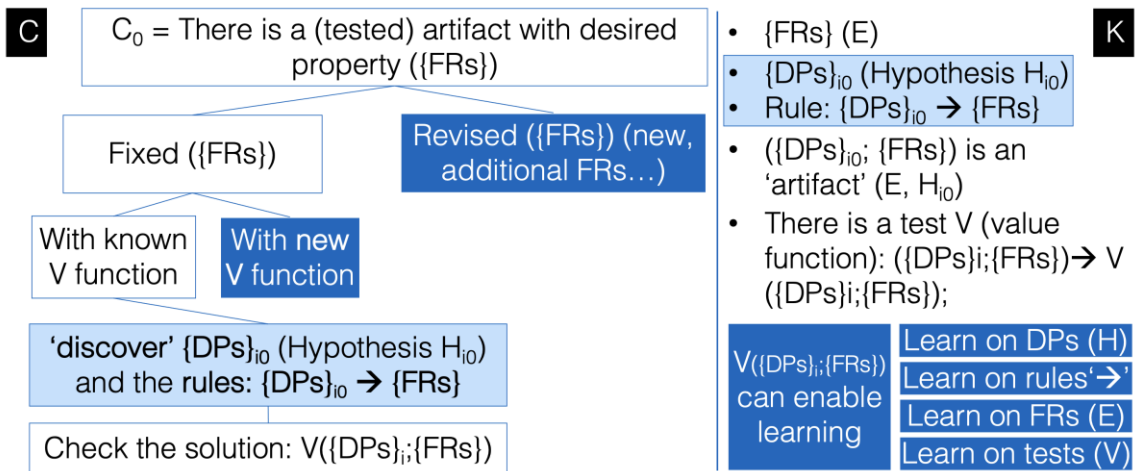 C
C₀ = There is a (tested) artifact with desired
property ({FRs})
Fixed ({FRs})
Revised ({FRs}) (new,
additional FRs…)
With known
V function
With new
V function
‘discover’ {DPs}ᵢ₀ (Hypothesis Hᵢ₀)
and the rules: {DPs}ᵢ₀ → {FRs}
Check the solution: V({DPs}ᵢ;{FRs})
K
• {FRs} (E)
• {DPs}ᵢ₀ (Hypothesis Hᵢ₀)
• Rule: {DPs}ᵢ₀ → {FRs}
• ({DPs}ᵢ₀; {FRs}) is an
‘artifact’ (E, Hᵢ₀)
• There is a test V (value
function): ({DPs}i;{FRs})→ V
({DPs}i;{FRs});
V({DPs}ᵢ;{FRs})
can enable
learning
Learn on DPs (H)
Learn on rules‘→’
Learn on FRs (E)
Learn on tests (V)